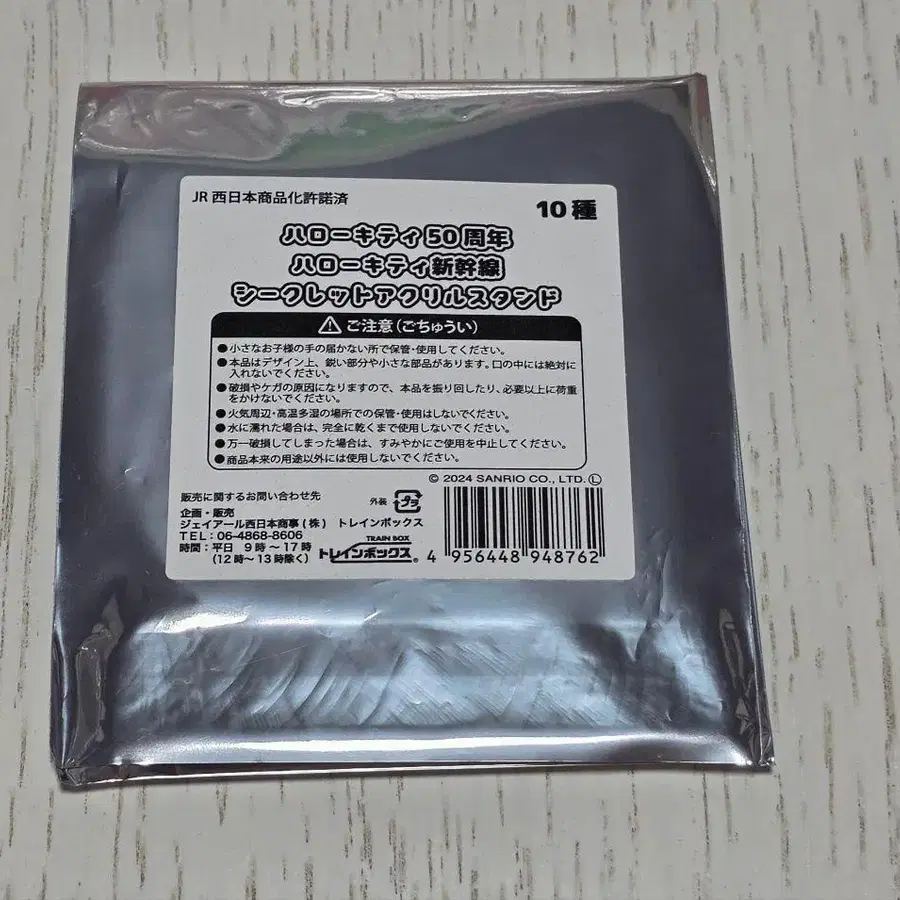 JR 西日本商品化許諾済
10 種
ハローキティ50周年
ハローキティ新幹線
シークレットアクリルスタンド
⚠ ご注意(ごちゅうい)
●小さなお子様の手の届かない所で保管・使用してください。
●本品はデザイン上、鋭い部分や小さな部品があります。口の中には絶対に
入れないでください。
●破損やケガの原因になりますので、本品を振り回したり、必要以上に荷重
をかけないでください。
●火気周辺・高温多湿の場所での保管・使用はしないでください。
●水に濡れた場合は、完全に乾くまで使用しないでください。
●万一破損してしまった場合は、すみやかにご使用を中止してください。
●商品本来の用途以外には使用しないでください。
© 2024 SANRIO CO., LTD. Ⓛ
販売に関するお問い合わせ先
企画・販売
ジェイアール西日本商事(株) トレインボックス
TEL:06-4868-8606
時間:平日 9時~17時
(12時~13時除く)
外装 プラ
TRAIN BOX
トレインボックス®
4 956448 948762